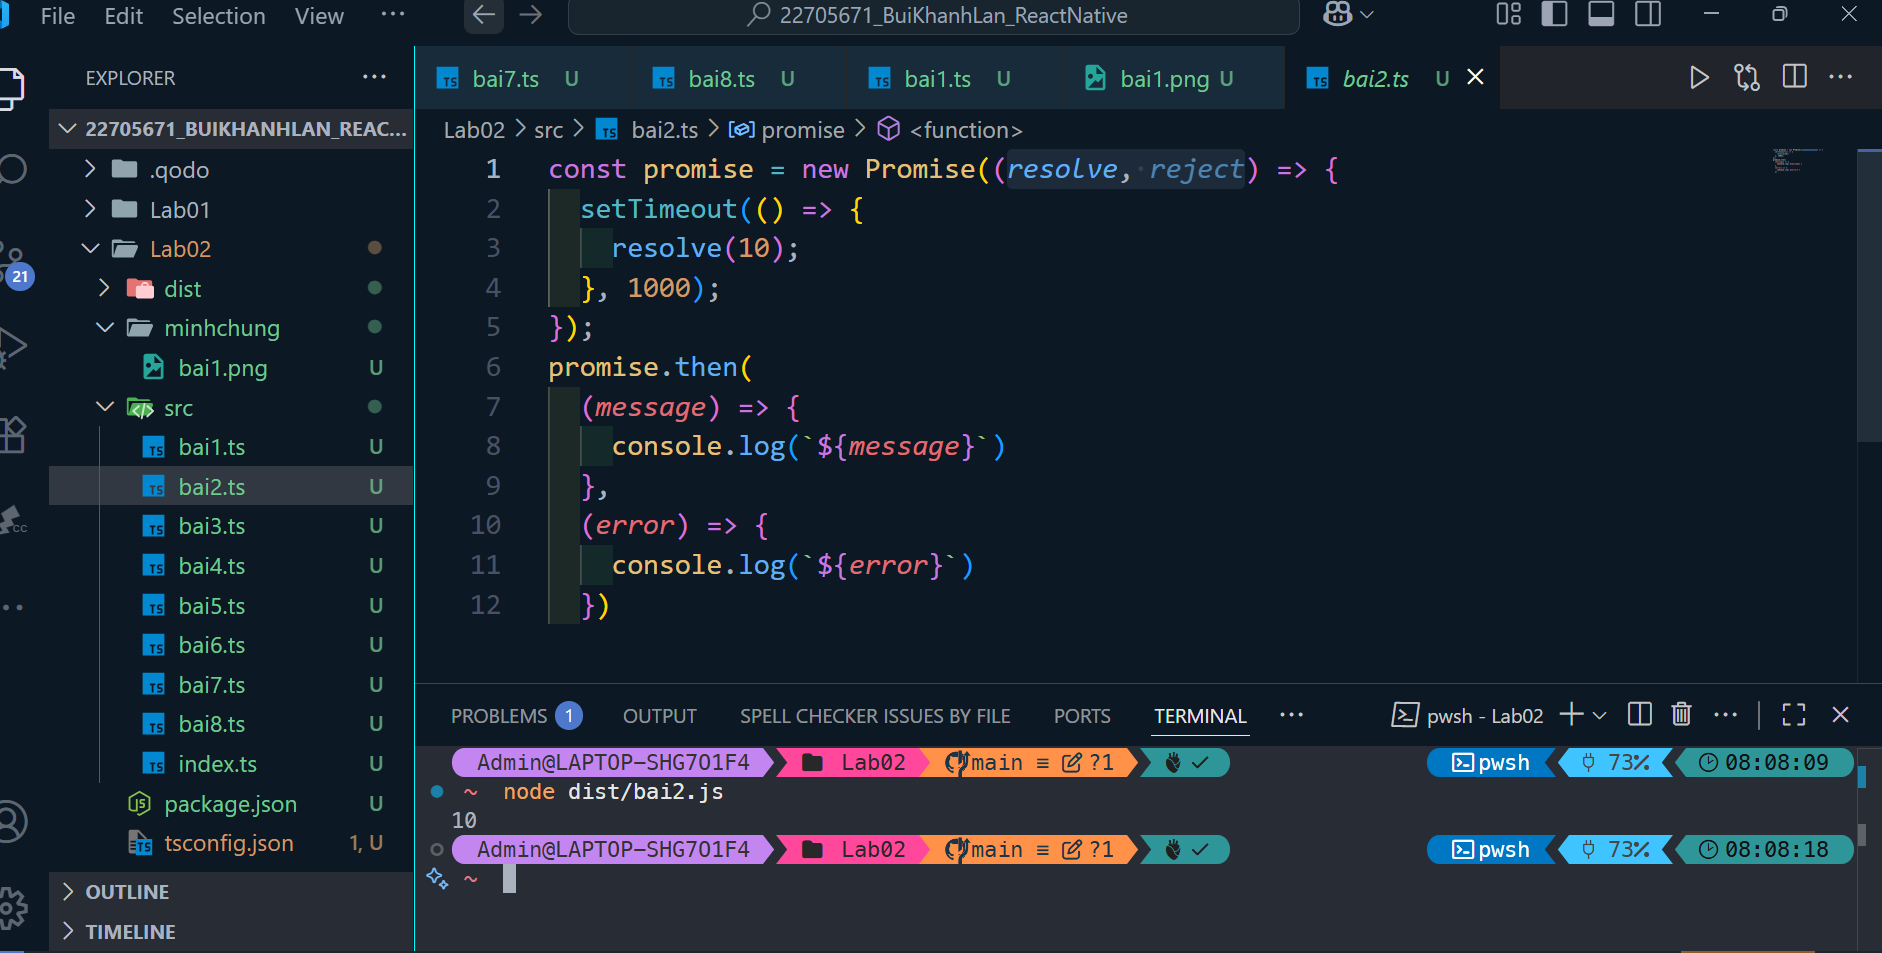 File Edit Selection View ··· 22705671_BuiKhanhLan_ReactNative
EXPLORER ···
22705671_BUIKHANHLAN_REAC...
.qodo
Lab01
Lab02
dist
minhchung
bai1.png U
src
bai1.ts U
bai2.ts U
bai3.ts U
bai4.ts U
bai5.ts U
bai6.ts U
bai7.ts U
bai8.ts U
index.ts U
package.json U
tsconfig.json 1, U
OUTLINE
TIMELINE
21
CC
bai7.ts U bai8.ts U bai1.ts U bai1.png U bai2.ts U
Lab02 > src > TS bai2.ts > promise > <function>
1 const promise = new Promise((resolve, reject) => {
2 setTimeout(() => {
3 resolve(10);
4 }, 1000);
5 });
6 promise.then(
7 (message) => {
8 console.log(`${message}`)
9 },
10 (error) => {
11 console.log(`${error}`)
12 })
PROBLEMS 1 OUTPUT SPELL CHECKER ISSUES BY FILE PORTS TERMINAL ··· pwsh - Lab02
Admin@LAPTOP-SHG7O1F4 Lab02 main ≡ ?1 ✓ pwsh 73% 08:08:09
~ node dist/bai2.js
10
Admin@LAPTOP-SHG7O1F4 Lab02 main ≡ ?1 ✓ pwsh 73% 08:08:18
~